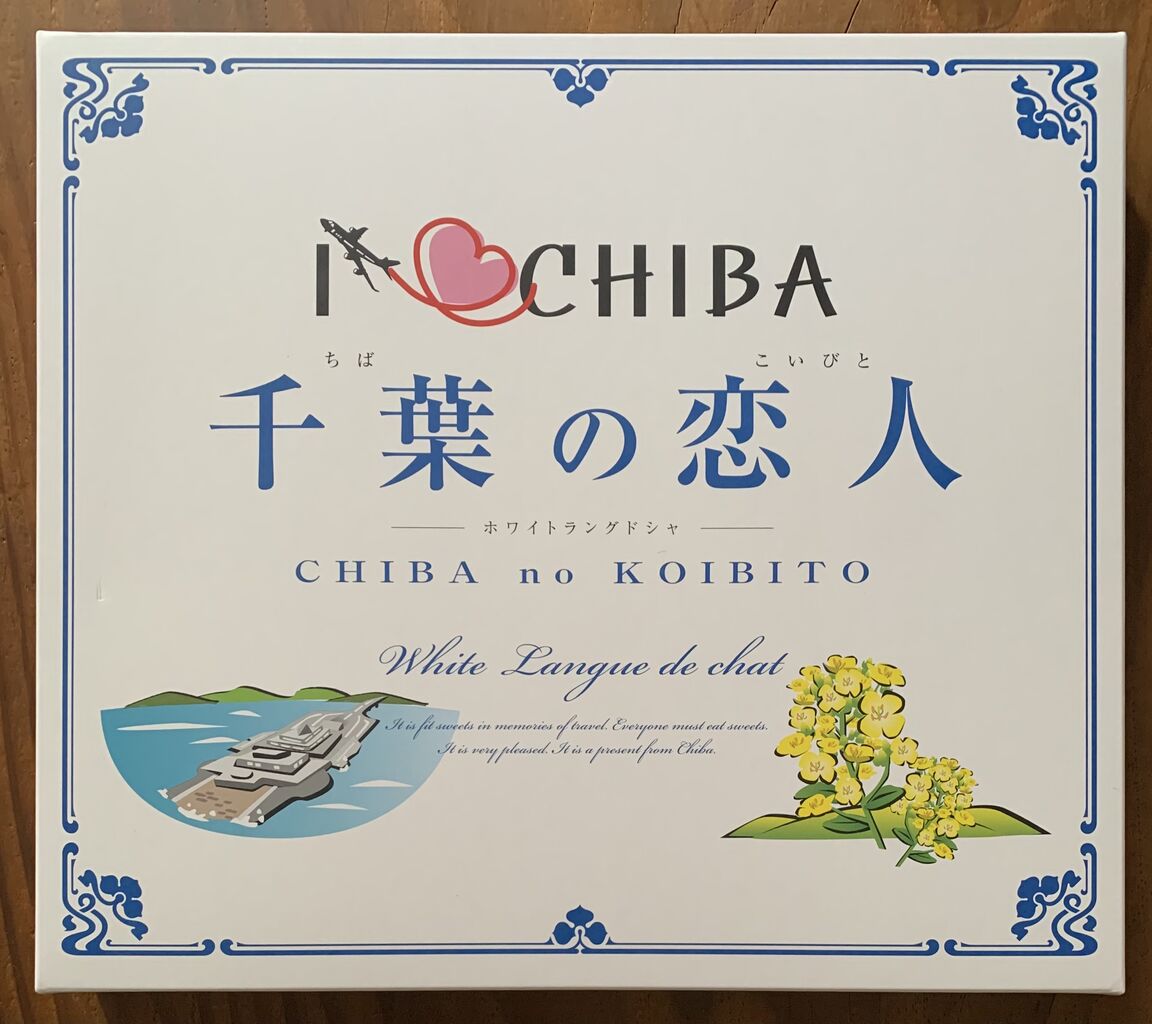 I CHIBA
ちば こいびと
千葉の恋人
ホワイトラングドシャ
CHIBA no KOIBITO
White Langue de chat
It is fit sweets in memories of travel. Everyone must eat sweets.
It is very pleased. It is a present from Chiba.